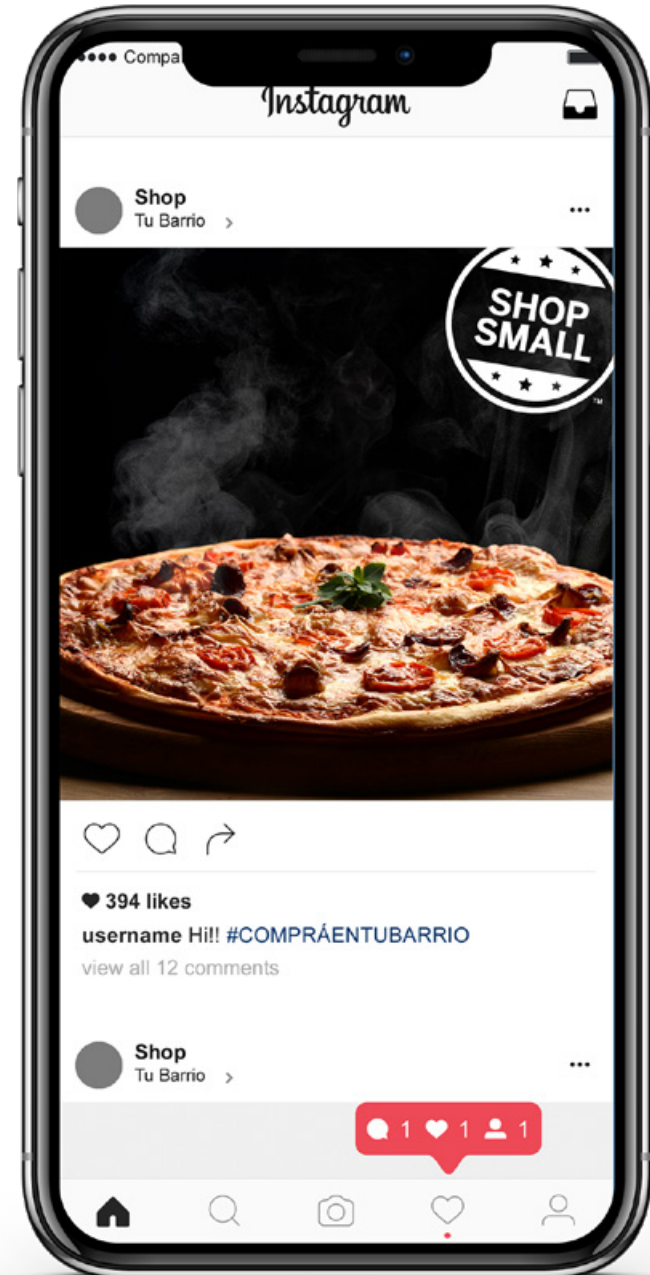 Compa
Instagram
Shop
Tu Barrio
SHOP
SMALL
TM
394 likes
username Hi!! #COMPRÁENTUBARRIO
view all 12 comments
Shop
Tu Barrio
1 1 1